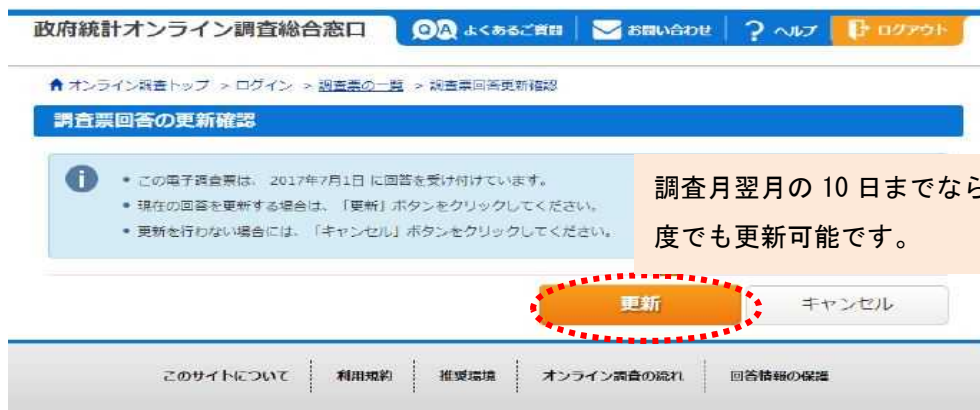 政府統計オンライン調査総合窓口 QA よくあるご質問 お問い合わせ ? ヘルプ ログアウト
オンライン調査トップ > ログイン > 調査票の一覧 > 調査票回答更新確認
調査票回答の更新確認
• この電子調査票は、 2017年7月1日 に回答を受け付けています。
• 現在の回答を更新する場合は、「更新」ボタンをクリックしてください。
• 更新を行わない場合には、「キャンセル」ボタンをクリックしてください。
調査月翌月の 10 日までなら
度でも更新可能です。
更新 キャンセル
このサイトについて 利用規約 推奨環境 オンライン調査の流れ 回答情報の保護